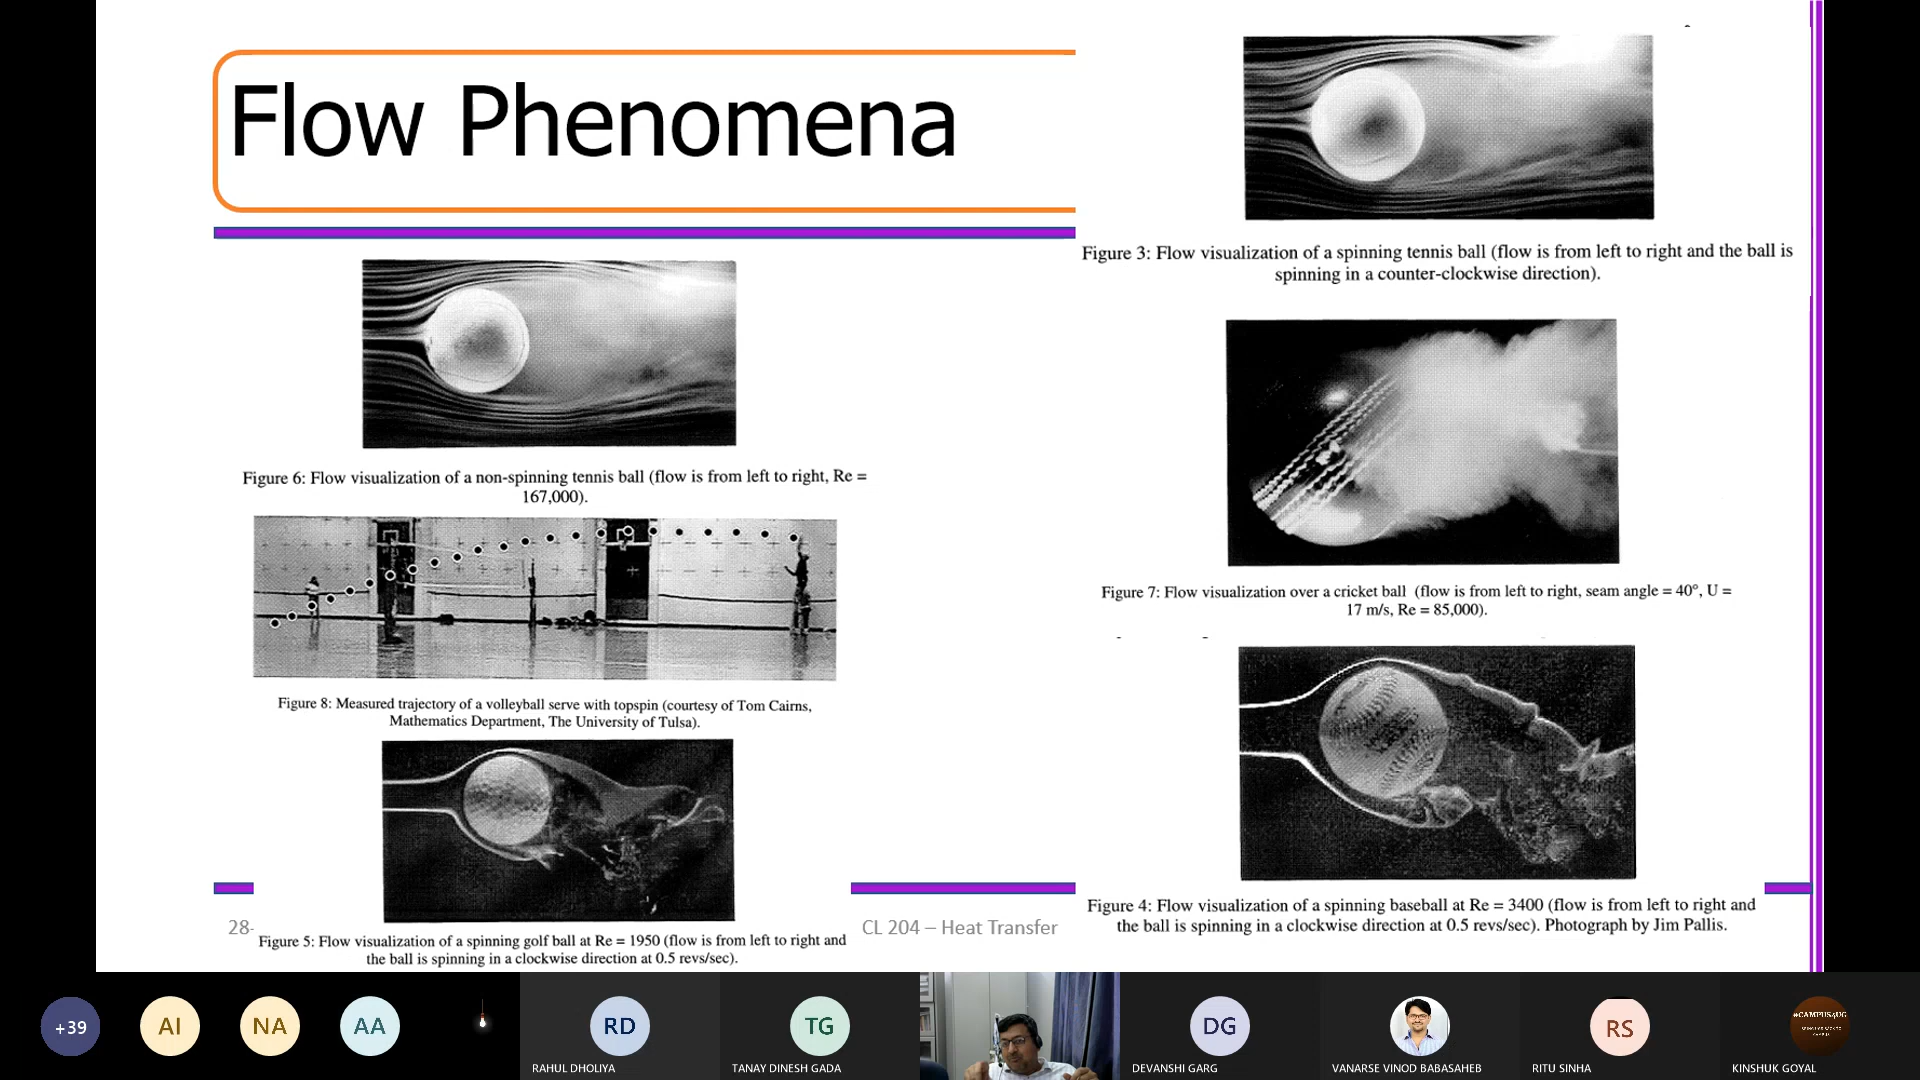 Flow Phenomena
Figure 3: Flow visualization of a spinning tennis ball (flow is from left to right and the ball is
spinning in a counter-clockwise direction).
Figure 6: Flow visualization of a non-spinning tennis ball (flow is from left to right, Re =
167,000).
Figure 7: Flow visualization over a cricket ball (flow is from left to right, seam angle = 40°, U =
17 m/s, Re = 85,000).
Figure 8: Measured trajectory of a volleyball serve with topspin (courtesy of Tom Cairns,
Mathematics Department, The University of Tulsa).
Figure 4: Flow visualization of a spinning baseball at Re = 3400 (flow is from left to right and
the ball is spinning in a clockwise direction at 0.5 revs/sec). Photograph by Jim Pallis.
28-
CL 204 – Heat Transfer
Figure 5: Flow visualization of a spinning golf ball at Re = 1950 (flow is from left to right and
the ball is spinning in a clockwise direction at 0.5 revs/sec).
+39
AI
NA
AA
RD
RAHUL DHOLIYA
TG
TANAY DINESH GADA
DG
DEVANSHI GARG
VANARSE VINOD BABASAHEB
RS
RITU SINHA
#CAMPUS4UG
KINSHUK GOYAL